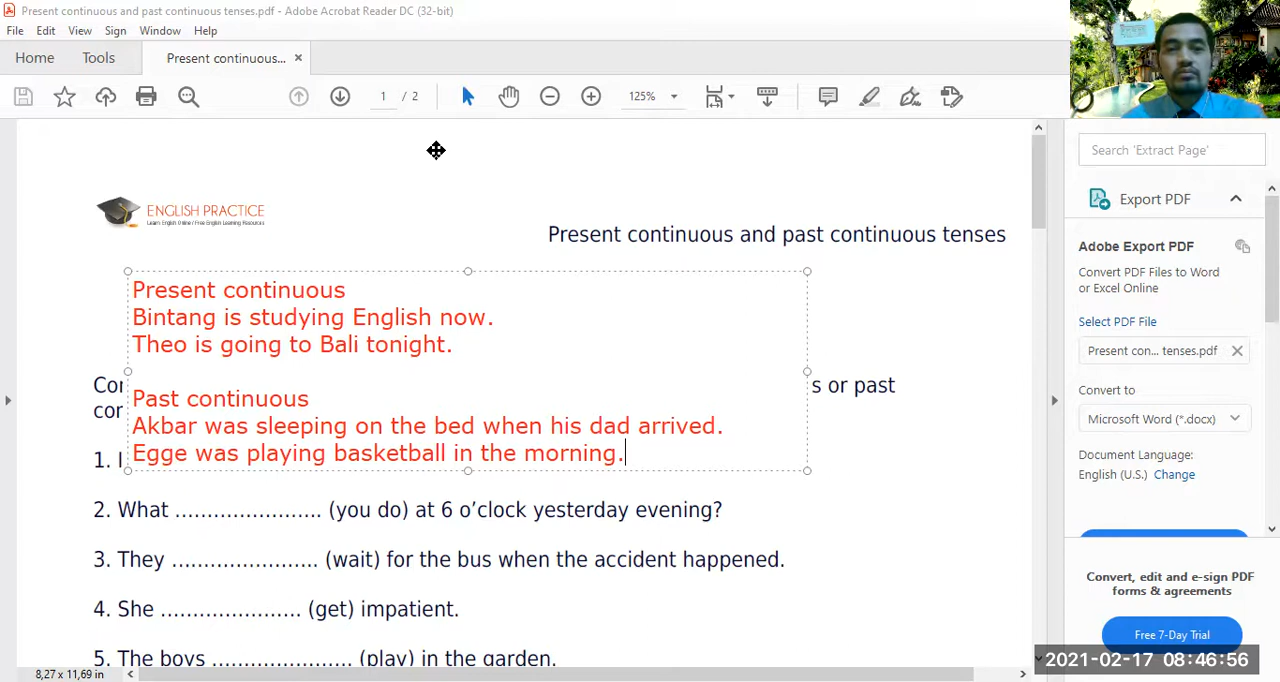 Present continuous and past continuous tenses.pdf - Adobe Acrobat Reader DC (32-bit)
File Edit View Sign Window Help
Home Tools Present continuous... ×
1 / 2 125%
Search 'Extract Page'
ENGLISH PRACTICE
Learn English Online / Free English Learning Resources
Export PDF
Present continuous and past continuous tenses
Adobe Export PDF
Convert PDF Files to Word
or Excel Online
Select PDF File
Present con... tenses.pdf
Convert to
Microsoft Word (*.docx)
Document Language:
English (U.S.) Change
Present continuous
Bintang is studying English now.
Theo is going to Bali tonight.
Past continuous
Akbar was sleeping on the bed when his dad arrived.
Egge was playing basketball in the morning.
s or past
1. I
2. What ....................... (you do) at 6 o’clock yesterday evening?
3. They ....................... (wait) for the bus when the accident happened.
4. She ...................... (get) impatient.
5. The boys ...................... (play) in the garden.
Convert, edit and e-sign PDF
forms & agreements
Free 7-Day Trial
8,27 x 11,69 in
2021-02-17 08:46:56